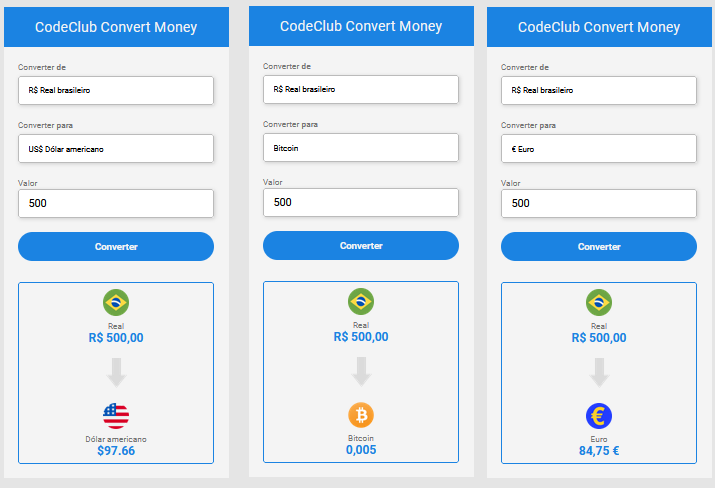 CodeClub Convert Money
Converter de
R$ Real brasileiro
Converter para
US$ Dólar americano
Valor
500
Converter
Real
R$ 500,00
Dólar americano
$97.66
CodeClub Convert Money
Converter de
R$ Real brasileiro
Converter para
Bitcoin
Valor
500
Converter
Real
R$ 500,00
Bitcoin
0,005
CodeClub Convert Money
Converter de
R$ Real brasileiro
Converter para
€ Euro
Valor
500
Converter
Real
R$ 500,00
Euro
84,75 €